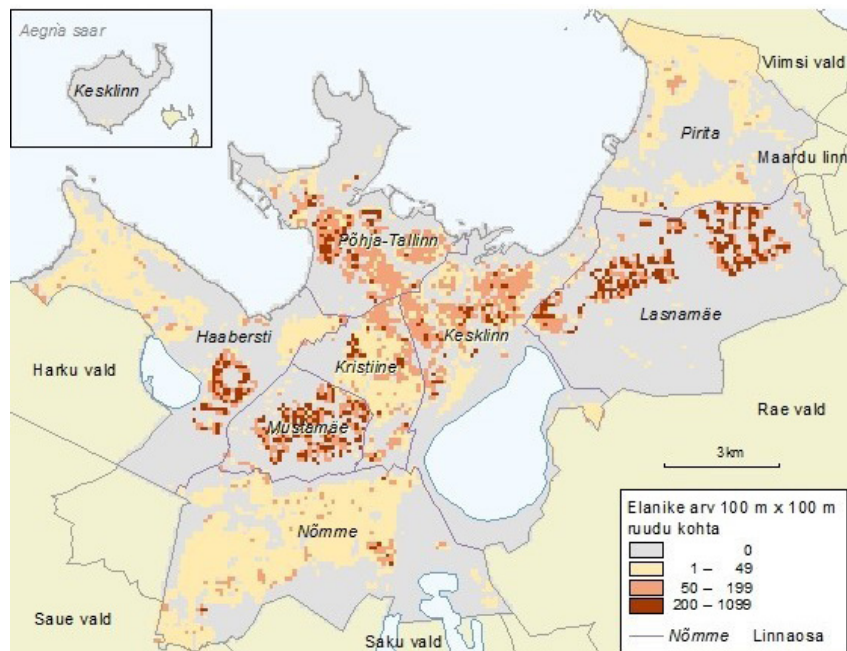 Aegna saar
Kesklinn
Viimsi vald
Pirita
Maardu linn
Põhja-Tallinn
Lasnamäe
Haabersti
Kesklinn
Harku vald
Kristiine
Rae vald
Mustamäe
3km
Elanike arv 100 m x 100 m
ruudu kohta
0
1 – 49
50 – 199
200 – 1099
Nõmme Linnaosa
Nõmme
Saue vald
Saku vald